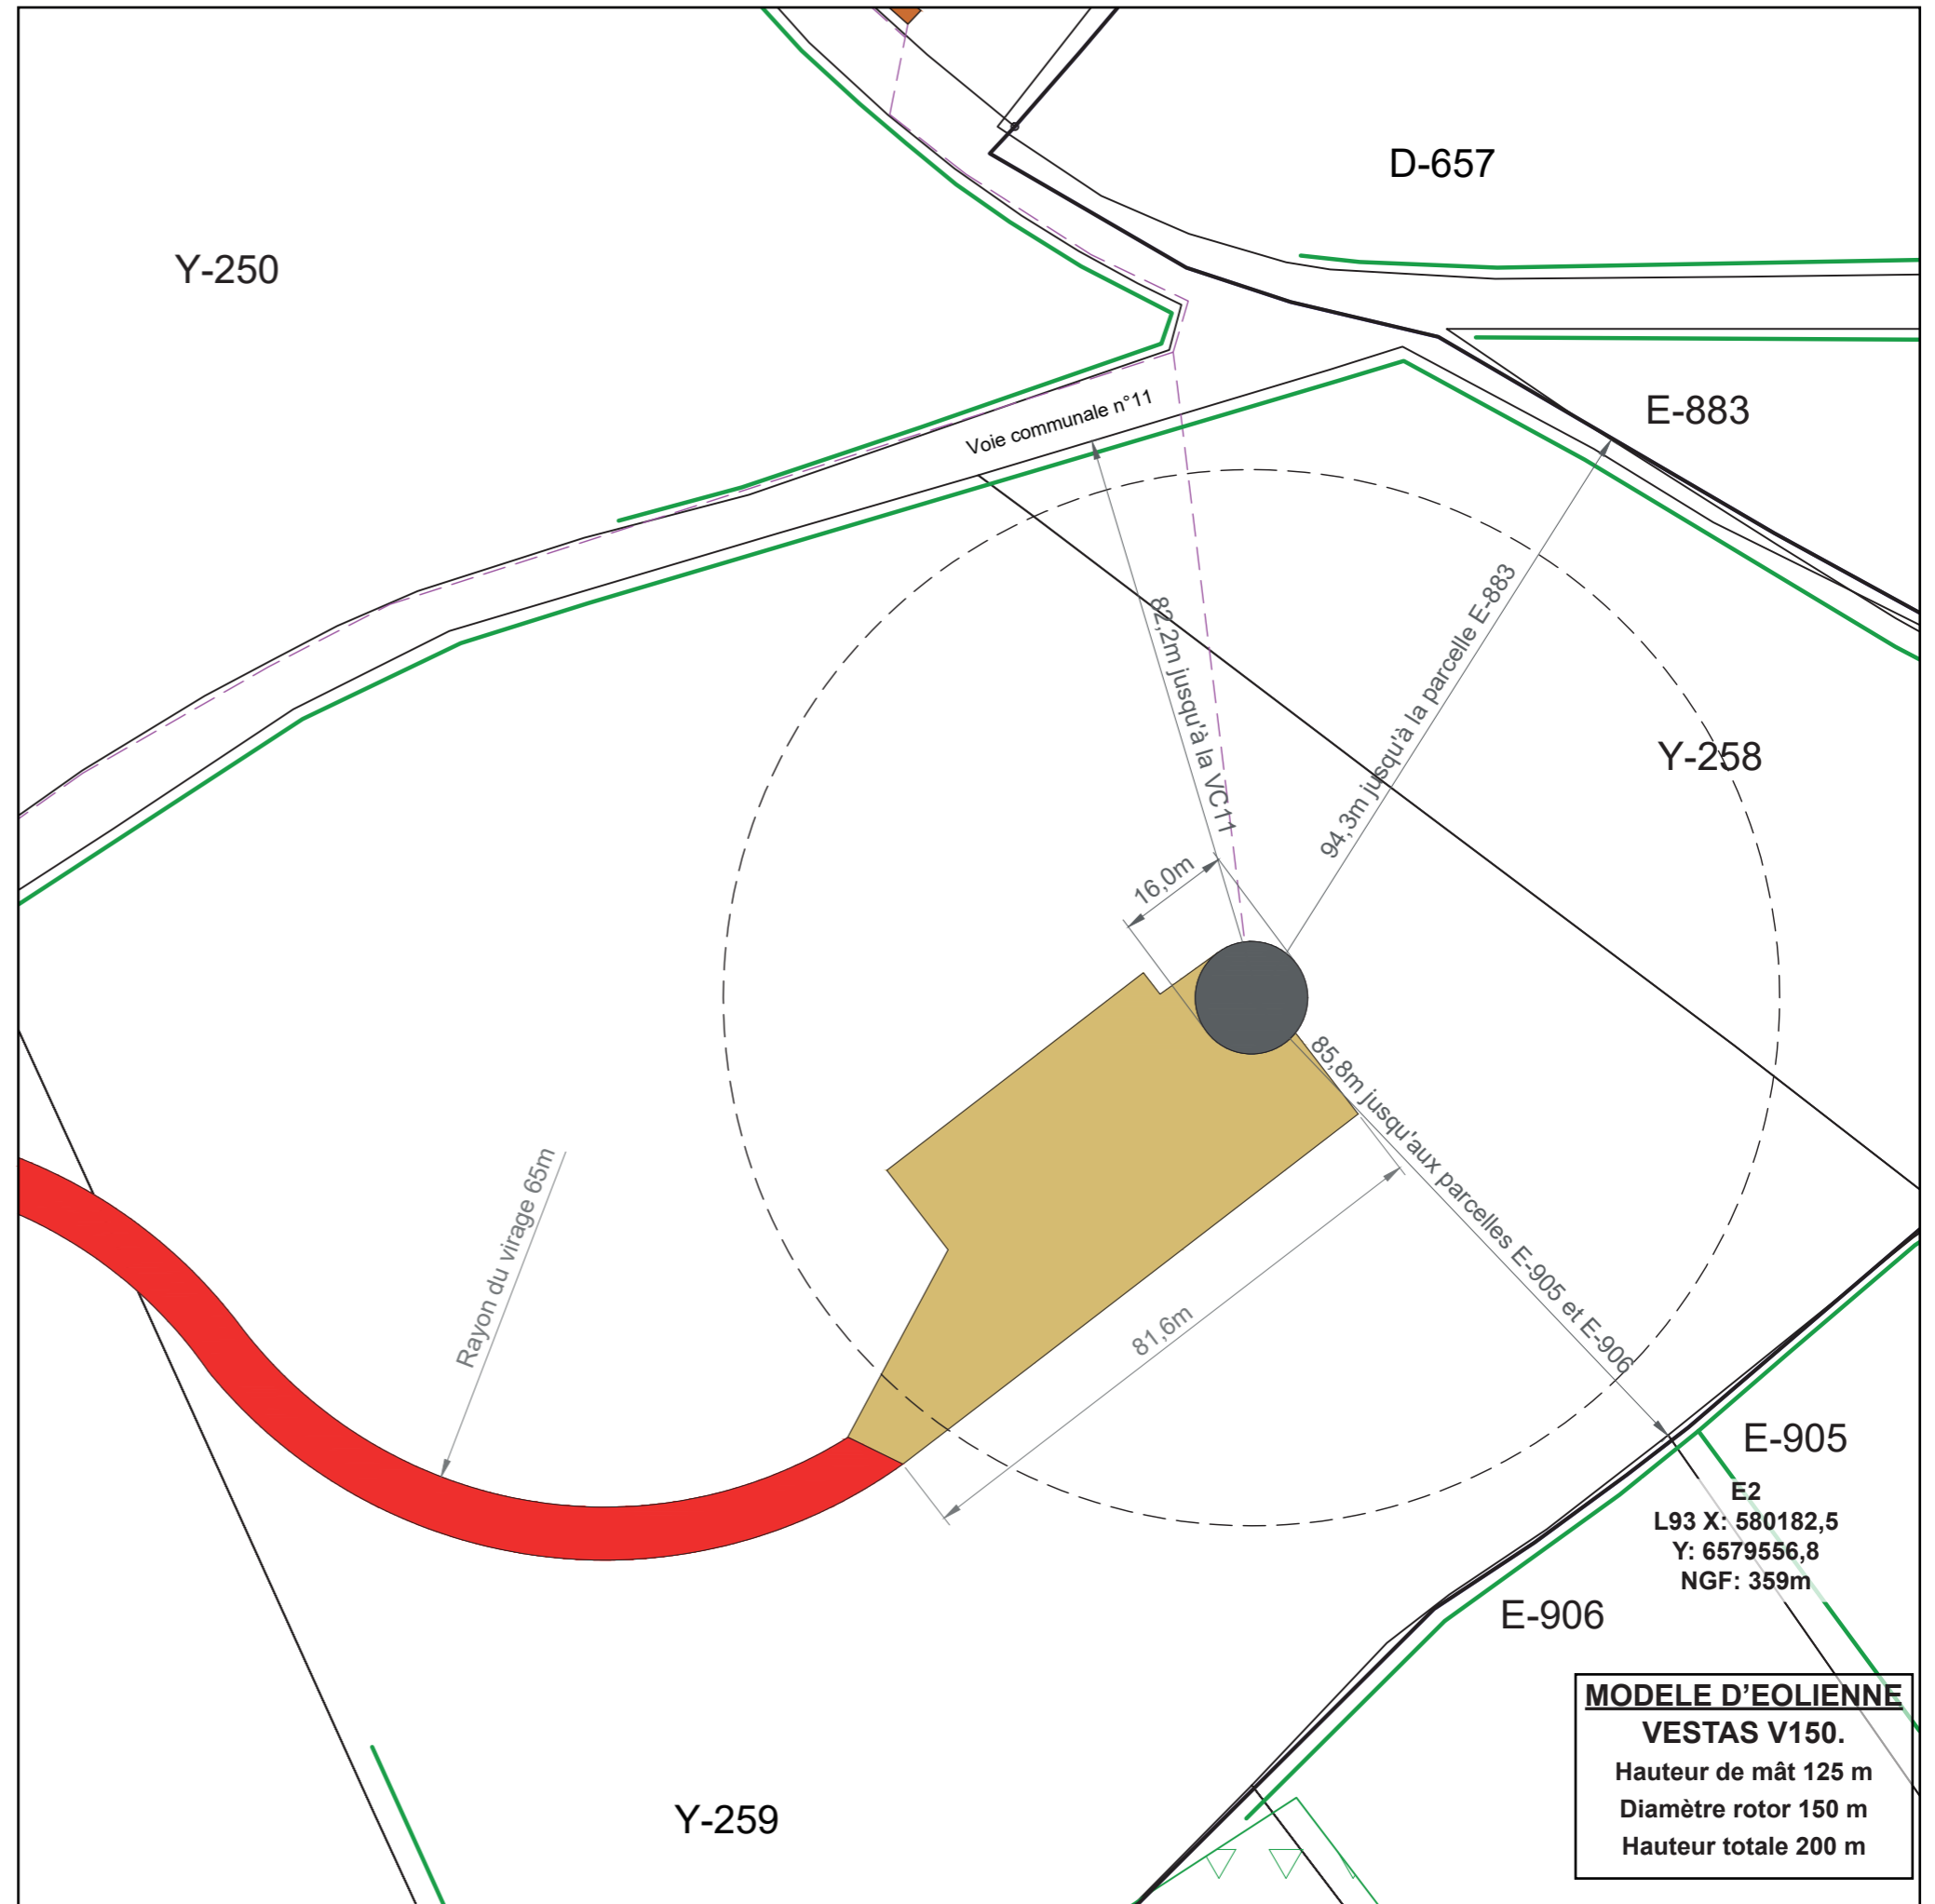 D-657
Y-250
E-883
Voie communale n°11
82,2m jusqu'à la VC11
94,3m jusqu'à la parcelle E-883
Y-258
16,0m
85,8m jusqu'aux parcelles E-905 et E-906
Rayon du virage 65m
81,6m
E-905
E2
L93 X: 580182,5
Y: 6579556,8
NGF: 359m
E-906
MODELE D'EOLIENNE
VESTAS V150.
Hauteur de mât 125 m
Diamètre rotor 150 m
Hauteur totale 200 m
Y-259